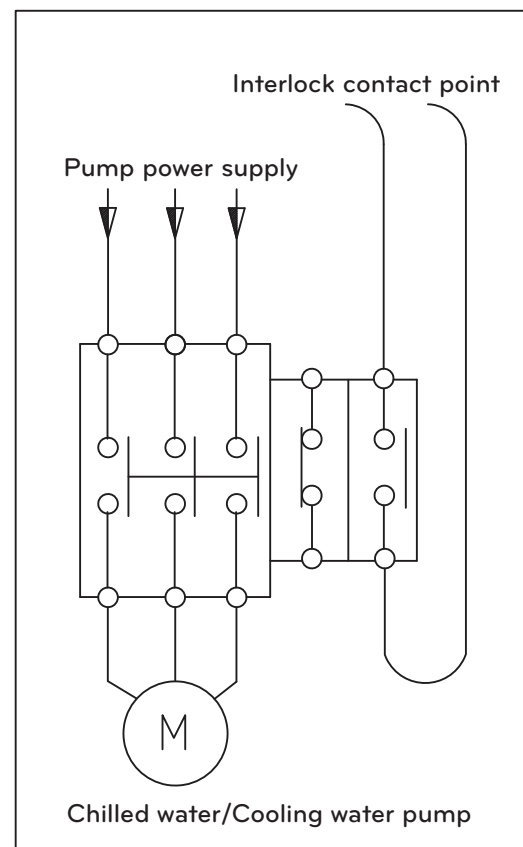 Interlock contact point
Pump power supply
M
Chilled water/Cooling water pump